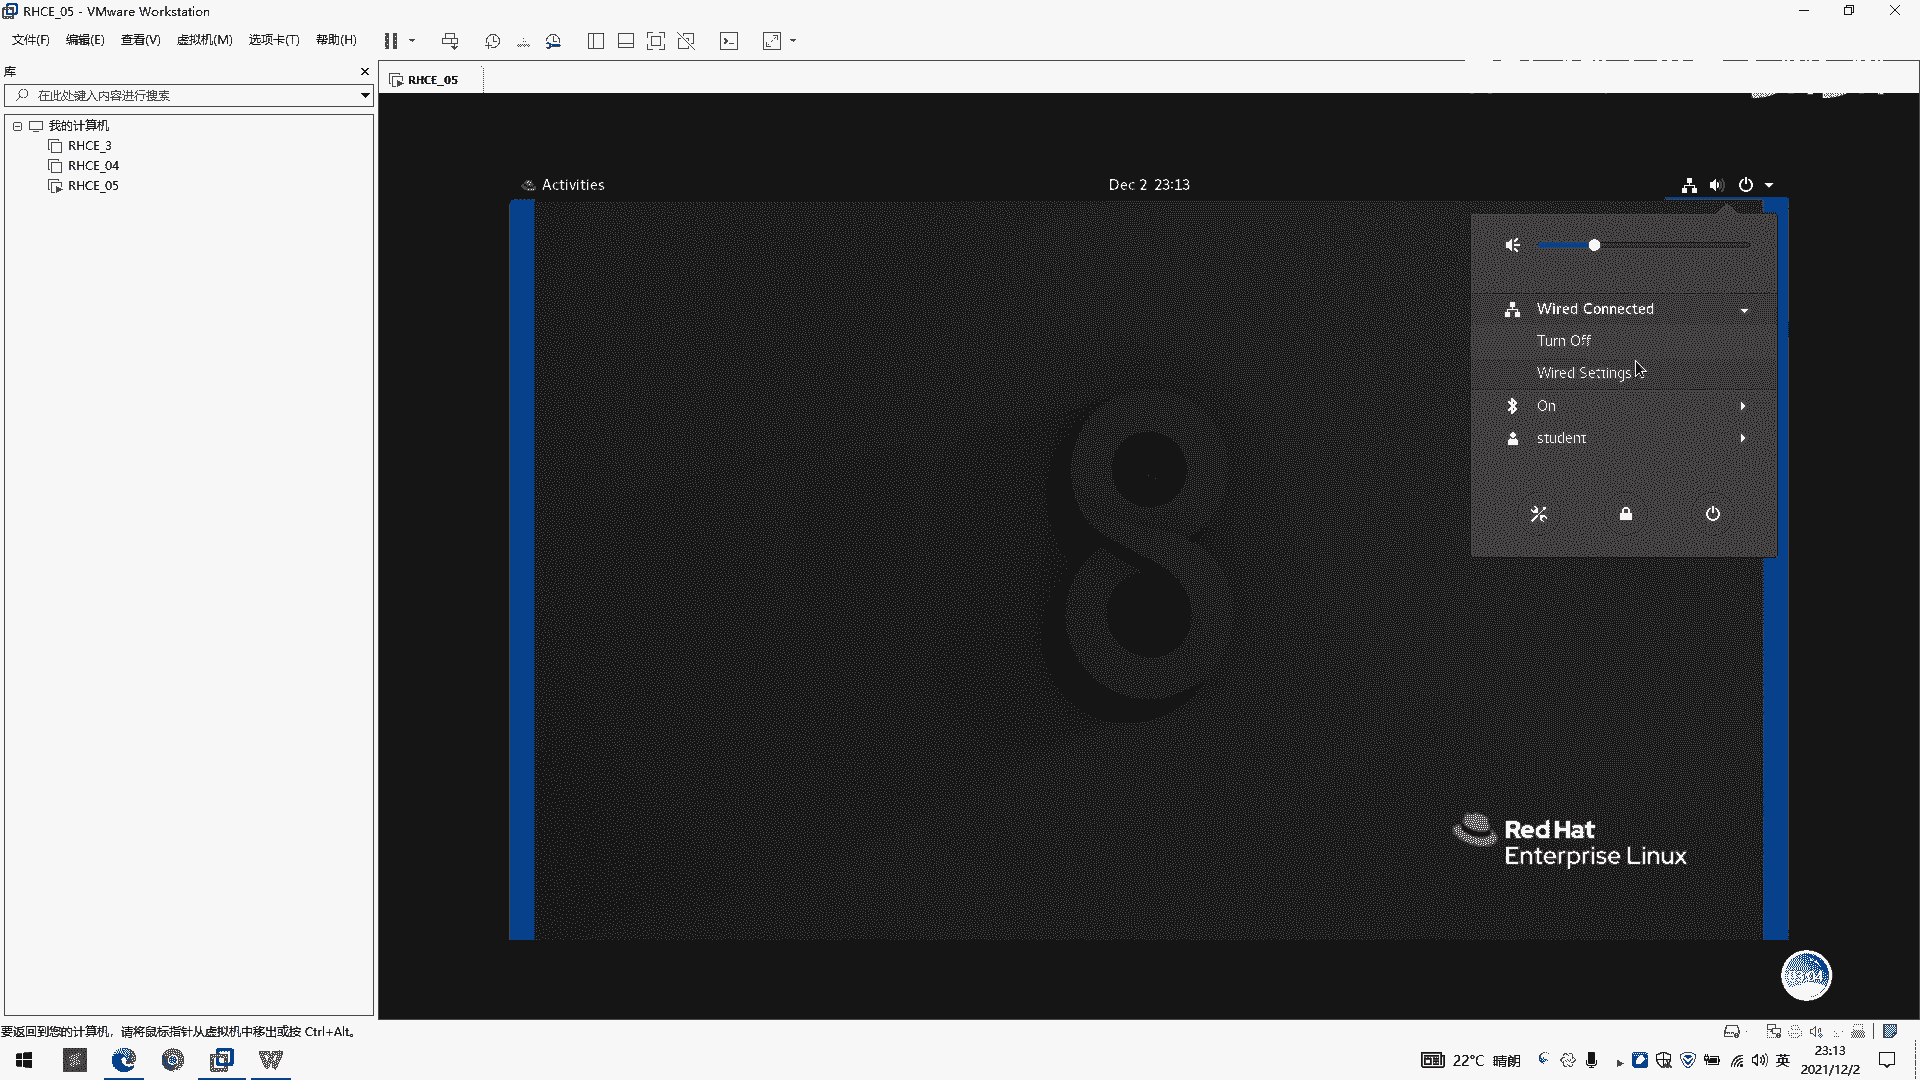 RHCE_05 - VMware Workstation
文件(F) 编辑(E) 查看(V) 虚拟机(M) 选项卡(T) 帮助(H)
库
在此处键入内容进行搜索
我的计算机
RHCE_3
RHCE_04
RHCE_05
RHCE_05
Activities
Dec 2 23:13
Wired Connected
Turn Off
Wired Settings
On
student
Red Hat
Enterprise Linux
要返回到您的计算机，请将鼠标指针从虚拟机中移出或按 Ctrl+Alt。
22°C 晴朗
英
23:13
2021/12/2